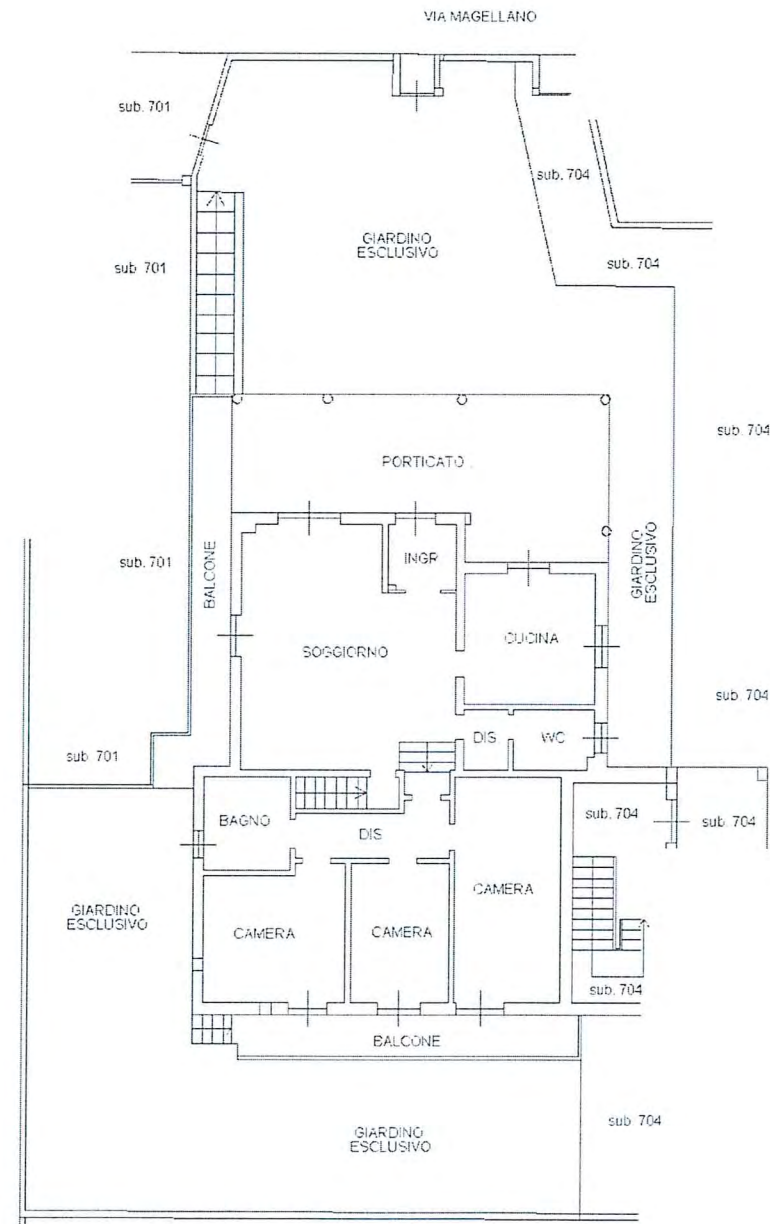 VIA MAGELLANO
sub. 701
sub. 704
GIARDINO
ESCLUSIVO
sub. 701
sub. 704
sub. 704
PORTICATO
BALCONE
sub. 701
INGR
GIARDINO
ESCLUSIVO
SOGGIORNO
CUCINA
sub. 704
DIS
WC
sub. 701
BAGNO
DIS
sub. 704
sub. 704
GIARDINO
ESCLUSIVO
CAMERA
CAMERA
CAMERA
sub. 704
BALCONE
sub. 704
GIARDINO
ESCLUSIVO